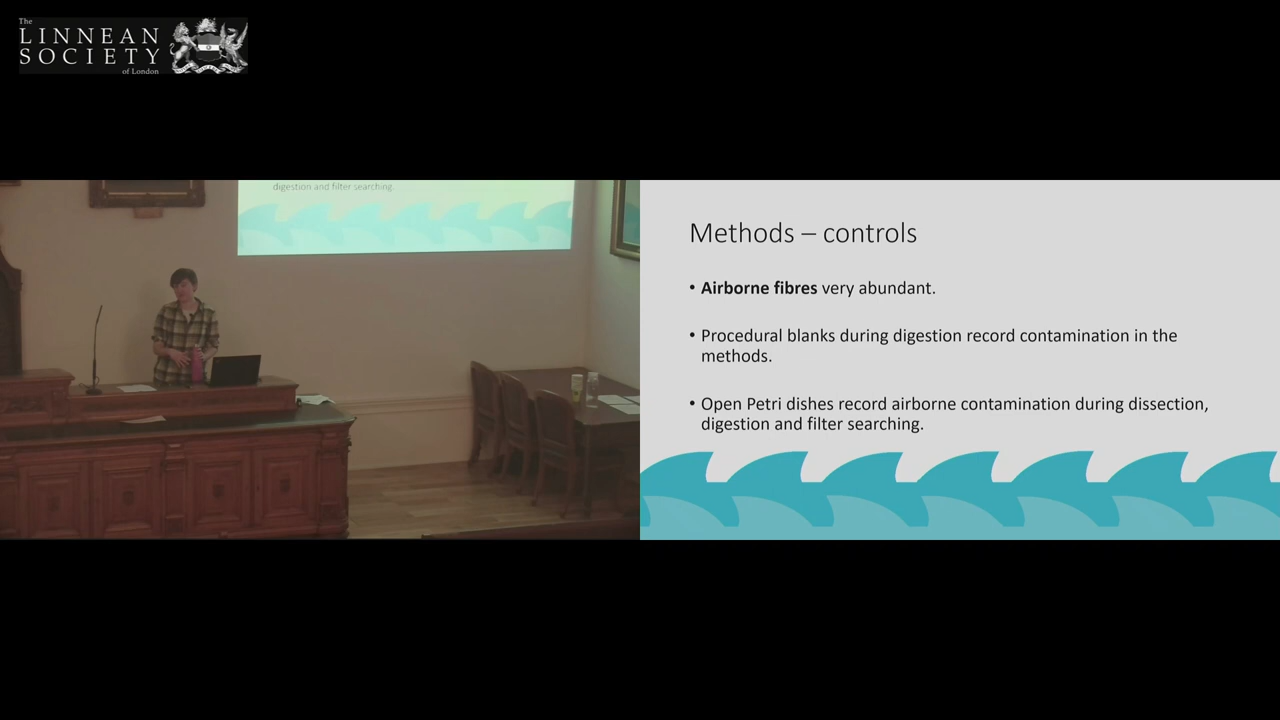 The
LINNEAN
SOCIETY
of London
digestion and filter searching.
Methods – controls
• Airborne fibres very abundant.
• Procedural blanks during digestion record contamination in the
methods.
• Open Petri dishes record airborne contamination during dissection,
digestion and filter searching.